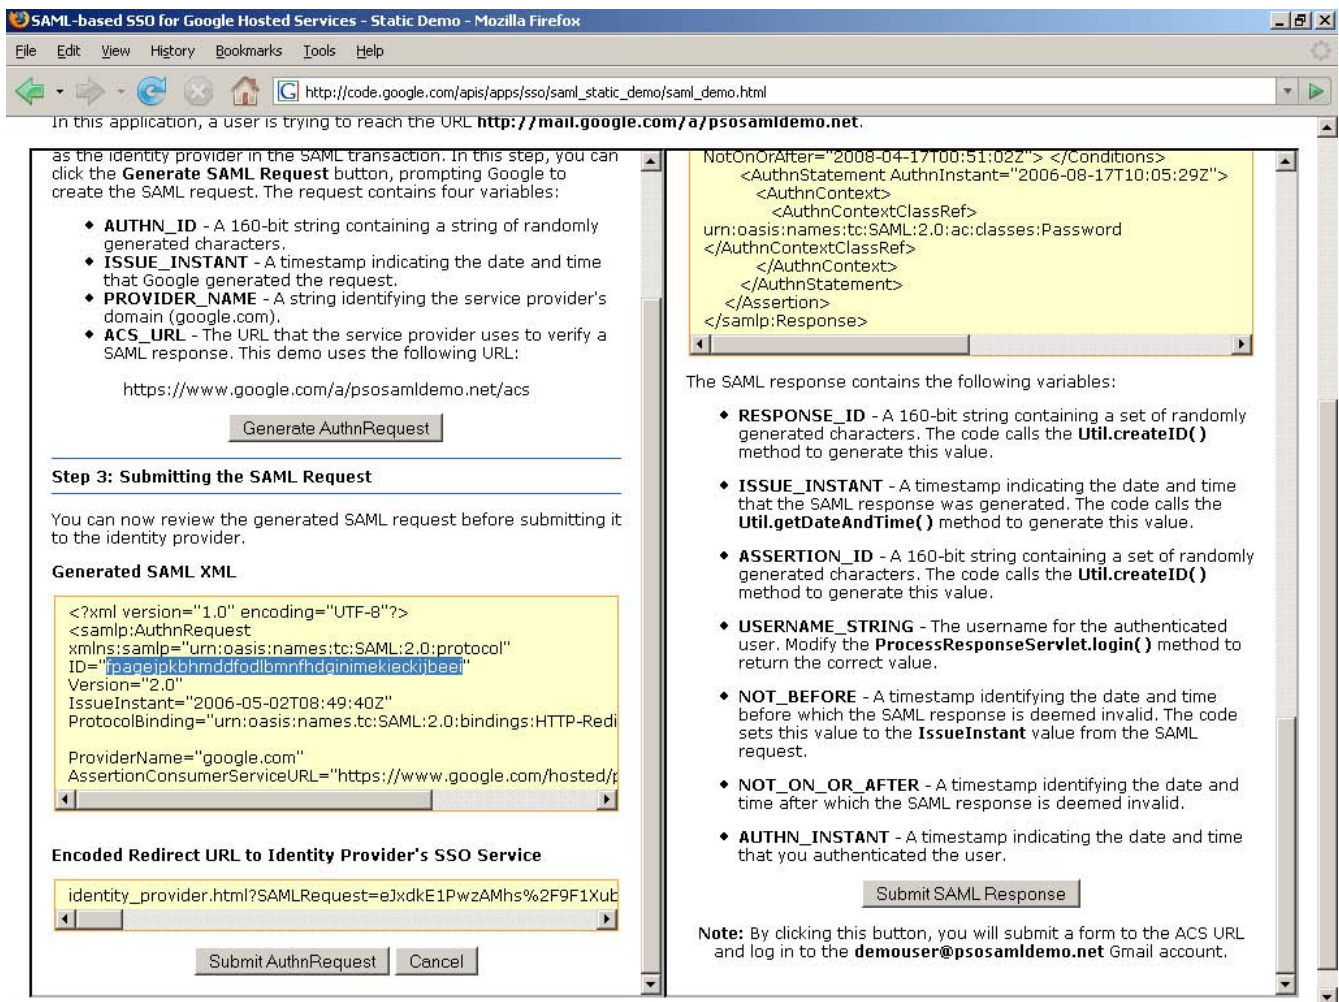 SAML-based SSO for Google Hosted Services - Static Demo - Mozilla Firefox
File Edit View History Bookmarks Tools Help
http://code.google.com/apis/apps/sso/saml_static_demo/saml_demo.html
In this application, a user is trying to reach the URL http://mail.google.com/a/psosamldemo.net.
as the identity provider in the SAML transaction. In this step, you can
click the Generate SAML Request button, prompting Google to
create the SAML request. The request contains four variables:
AUTHN_ID - A 160-bit string containing a string of randomly
generated characters.
ISSUE_INSTANT - A timestamp indicating the date and time
that Google generated the request.
PROVIDER_NAME - A string identifying the service provider's
domain (google.com).
ACS_URL - The URL that the service provider uses to verify a
SAML response. This demo uses the following URL:
https://www.google.com/a/psosamldemo.net/acs
Generate AuthnRequest
Step 3: Submitting the SAML Request
You can now review the generated SAML request before submitting it
to the identity provider.
Generated SAML XML
<?xml version="1.0" encoding="UTF-8"?>
<samlp:AuthnRequest
xmlns:samlp="urn:oasis:names:tc:SAML:2.0:protocol"
ID="fpagejpkbhmddfodlbmnfhdginimekieckijbeei"
Version="2.0"
IssueInstant="2006-05-02T08:49:40Z"
ProtocolBinding="urn:oasis:names.tc:SAML:2.0:bindings:HTTP-Redi
ProviderName="google.com"
AssertionConsumerServiceURL="https://www.google.com/hosted/p
Encoded Redirect URL to Identity Provider's SSO Service
identity_provider.html?SAMLRequest=eJxdkE1PwzAMhs%2F9F1Xub
Submit AuthnRequest Cancel
NotOnOrAfter="2008-04-17T00:51:02Z"> </Conditions>
<AuthnStatement AuthnInstant="2006-08-17T10:05:29Z">
<AuthnContext>
<AuthnContextClassRef>
urn:oasis:names:tc:SAML:2.0:ac:classes:Password
</AuthnContextClassRef>
</AuthnContext>
</AuthnStatement>
</Assertion>
</samlp:Response>
The SAML response contains the following variables:
RESPONSE_ID - A 160-bit string containing a set of randomly
generated characters. The code calls the Util.createID( )
method to generate this value.
ISSUE_INSTANT - A timestamp indicating the date and time
that the SAML response was generated. The code calls the
Util.getDateAndTime( ) method to generate this value.
ASSERTION_ID - A 160-bit string containing a set of randomly
generated characters. The code calls the Util.createID( )
method to generate this value.
USERNAME_STRING - The username for the authenticated
user. Modify the ProcessResponseServlet.login( ) method to
return the correct value.
NOT_BEFORE - A timestamp identifying the date and time
before which the SAML response is deemed invalid. The code
sets this value to the IssueInstant value from the SAML
request.
NOT_ON_OR_AFTER - A timestamp identifying the date and
time after which the SAML response is deemed invalid.
AUTHN_INSTANT - A timestamp indicating the date and time
that you authenticated the user.
Submit SAML Response
Note: By clicking this button, you will submit a form to the ACS URL
and log in to the demouser@psosamldemo.net Gmail account.